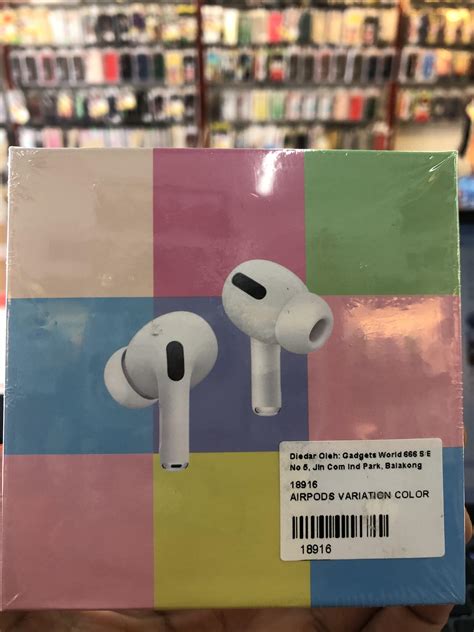 Diedar Oleh: Gadgets World 666 S/B
No 5, Jln Com Ind Park, Balakong
18916
AIRPODS VARIATION COLOR
18916